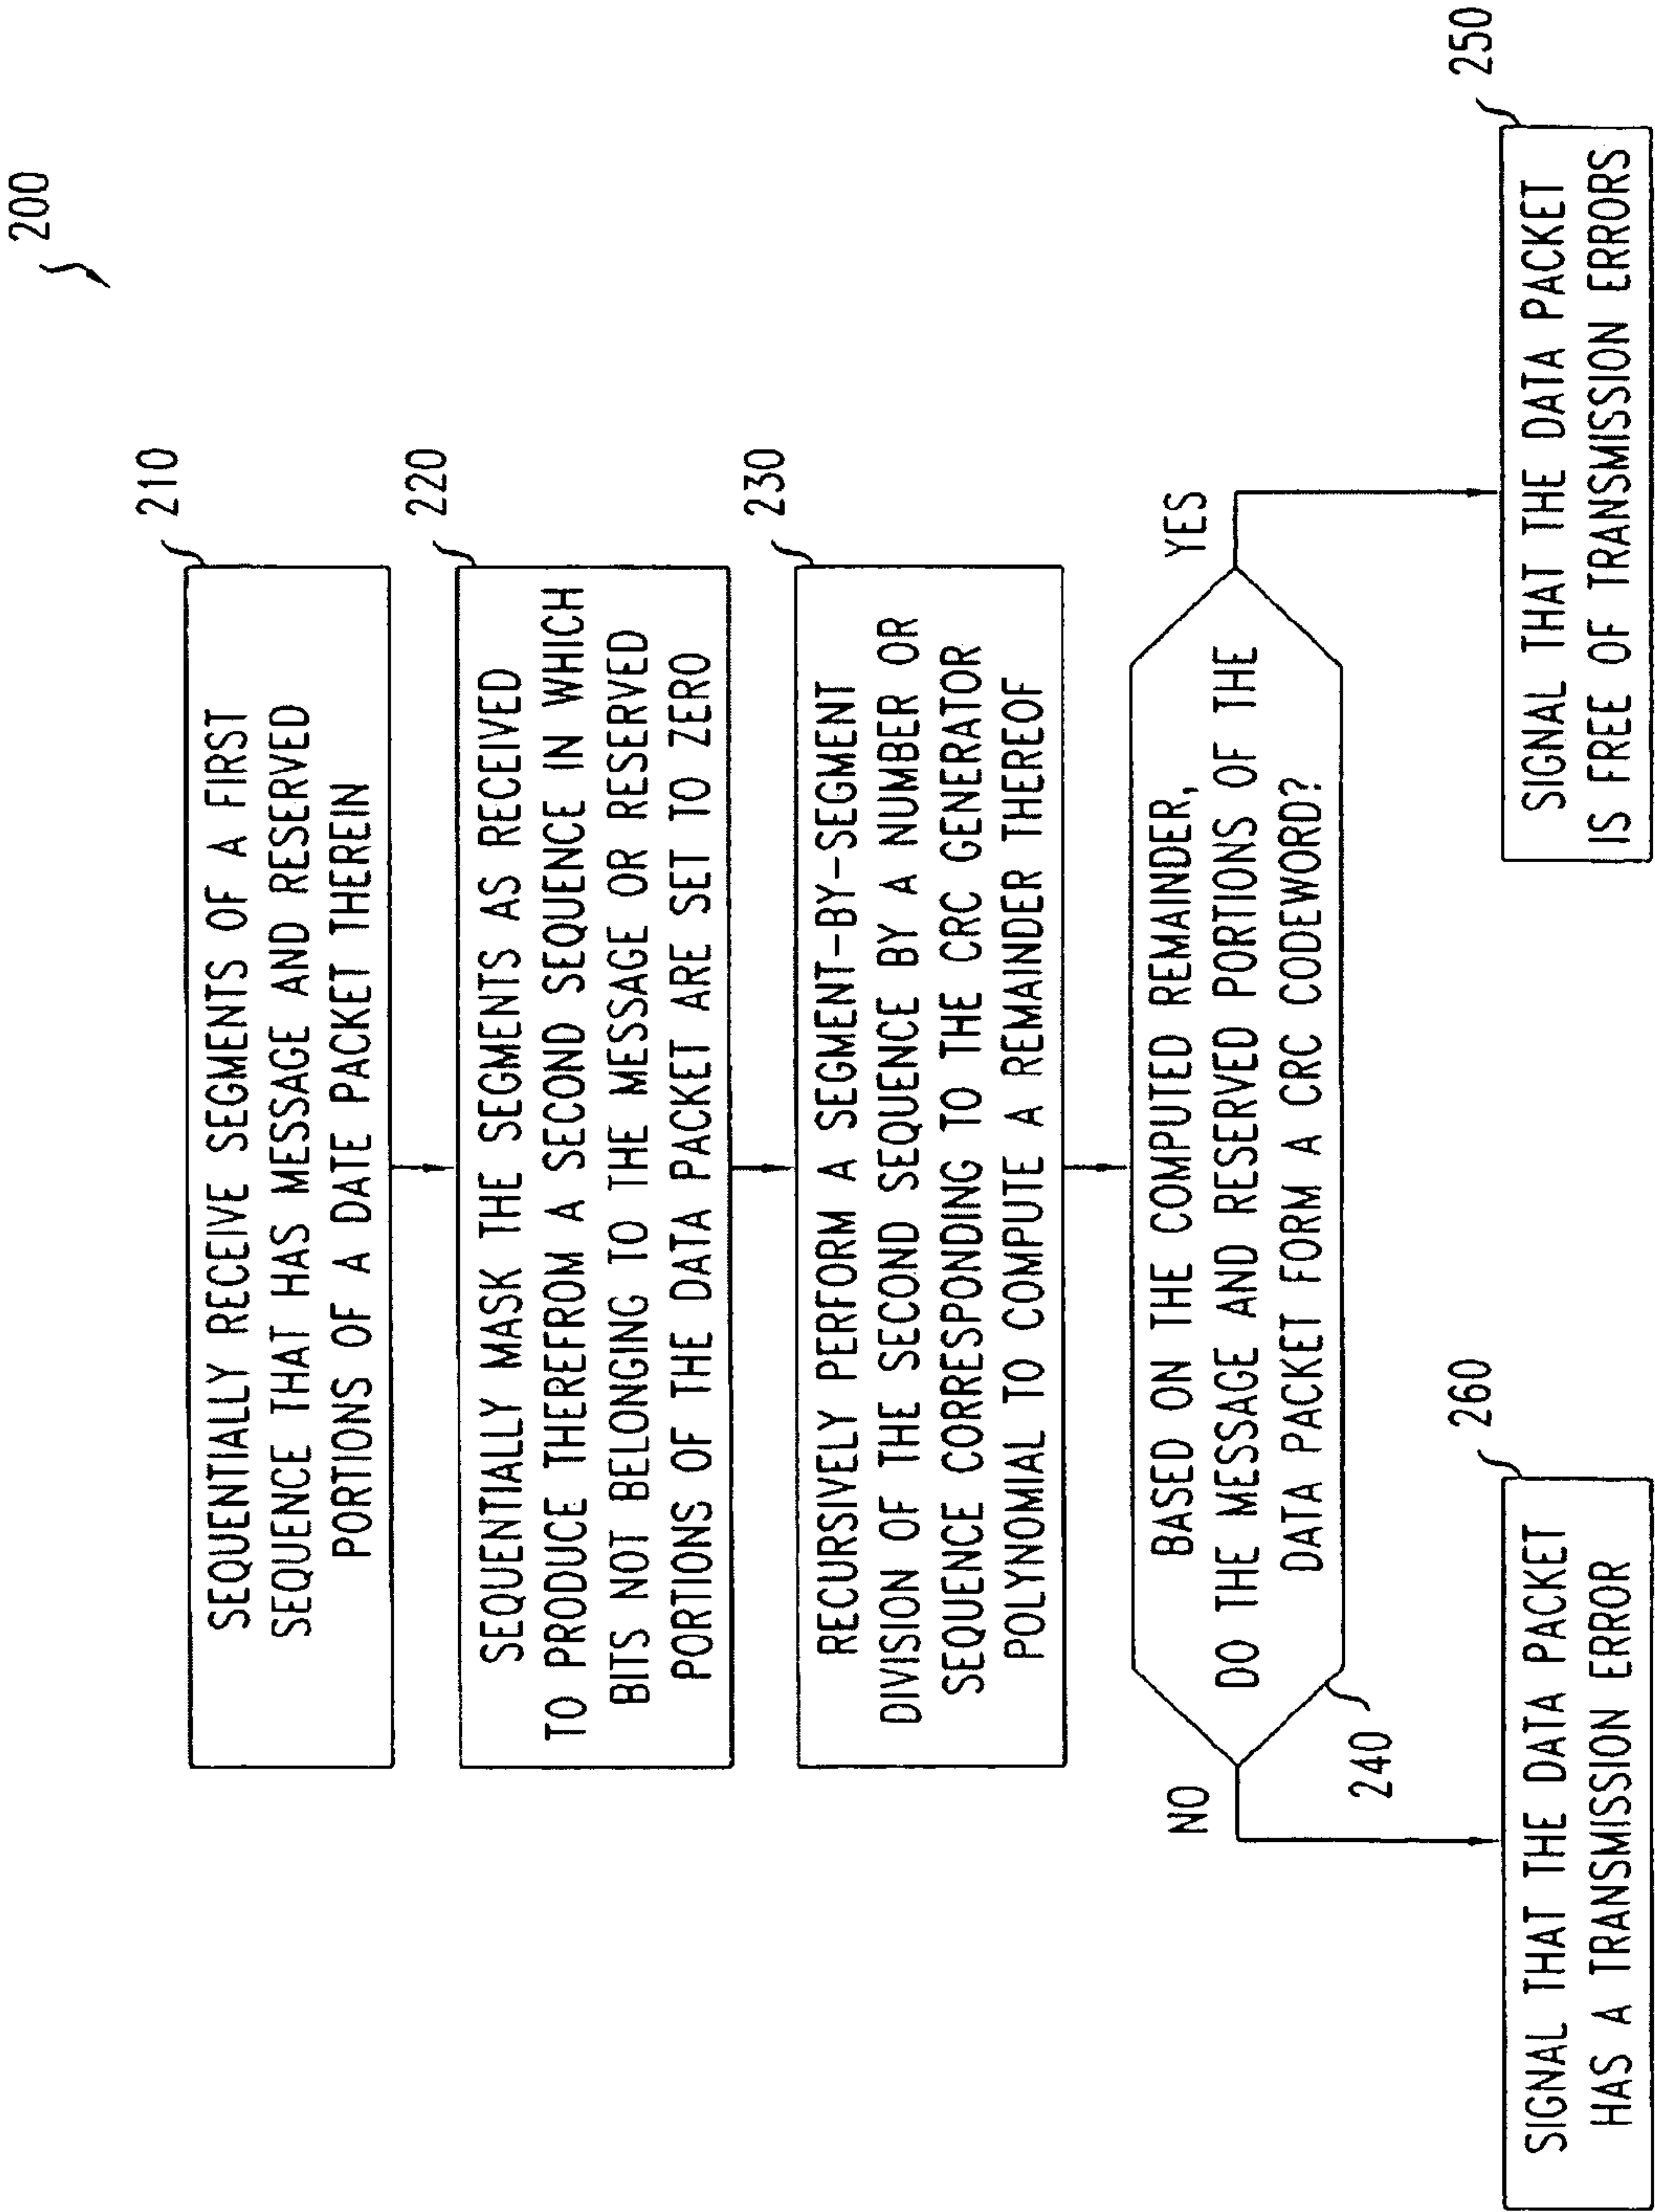 200
210
SEQUENTIALLY RECEIVE SEGMENTS OF A FIRST
SEQUENCE THAT HAS MESSAGE AND RESERVED
PORTIONS OF A DATE PACKET THEREIN
220
SEQUENTIALLY MASK THE SEGMENTS AS RECEIVED
TO PRODUCE THEREFROM A SECOND SEQUENCE IN WHICH
BITS NOT BELONGING TO THE MESSAGE OR RESERVED
PORTIONS OF THE DATA PACKET ARE SET TO ZERO
230
RECURSIVELY PERFORM A SEGMENT-BY-SEGMENT
DIVISION OF THE SECOND SEQUENCE BY A NUMBER OR
SEQUENCE CORRESPONDING TO THE CRC GENERATOR
POLYNOMIAL TO COMPUTE A REMAINDER THEREOF
BASED ON THE COMPUTED REMAINDER,
DO THE MESSAGE AND RESERVED PORTIONS OF THE
DATA PACKET FORM A CRC CODEWORD?
NO
YES
240
260
SIGNAL THAT THE DATA PACKET
HAS A TRANSMISSION ERROR
250
SIGNAL THAT THE DATA PACKET
IS FREE OF TRANSMISSION ERRORS